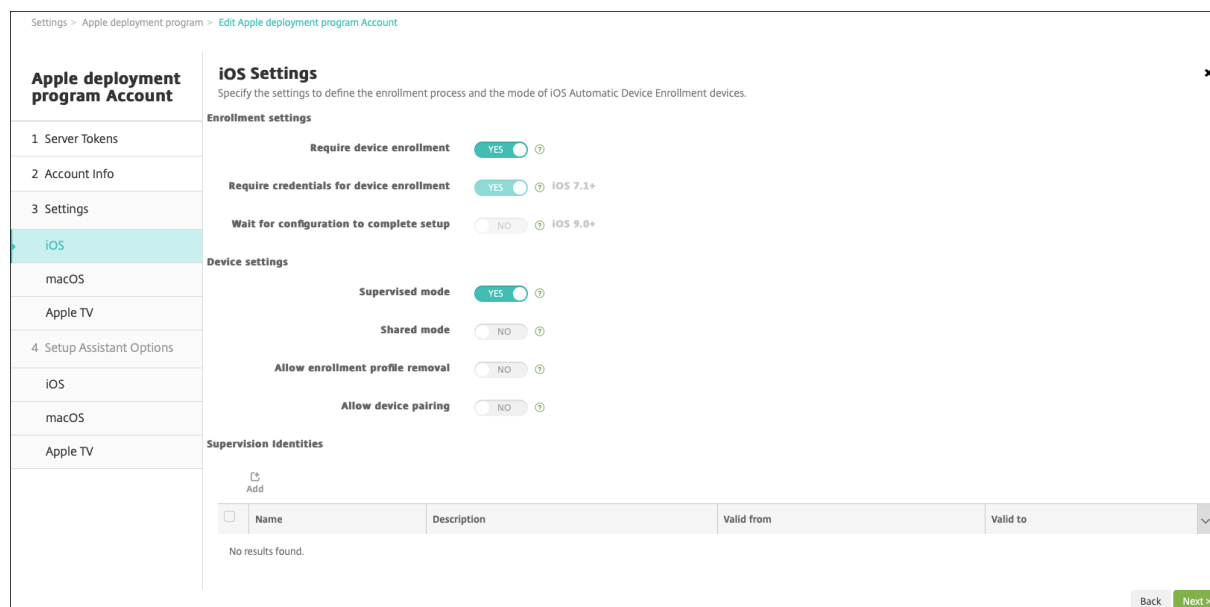 Settings > Apple deployment program > Edit Apple deployment program Account
Apple deployment
program Account
1 Server Tokens
2 Account Info
3 Settings
iOS
macOS
Apple TV
4 Setup Assistant Options
iOS
macOS
Apple TV
iOS Settings
Specify the settings to define the enrollment process and the mode of iOS Automatic Device Enrollment devices.
Enrollment settings
Require device enrollment YES
Require credentials for device enrollment YES iOS 7.1+
Wait for configuration to complete setup NO iOS 9.0+
Device settings
Supervised mode YES
Shared mode NO
Allow enrollment profile removal NO
Allow device pairing NO
Supervision Identities
Add
Name Description Valid from Valid to
No results found.
Back Next >